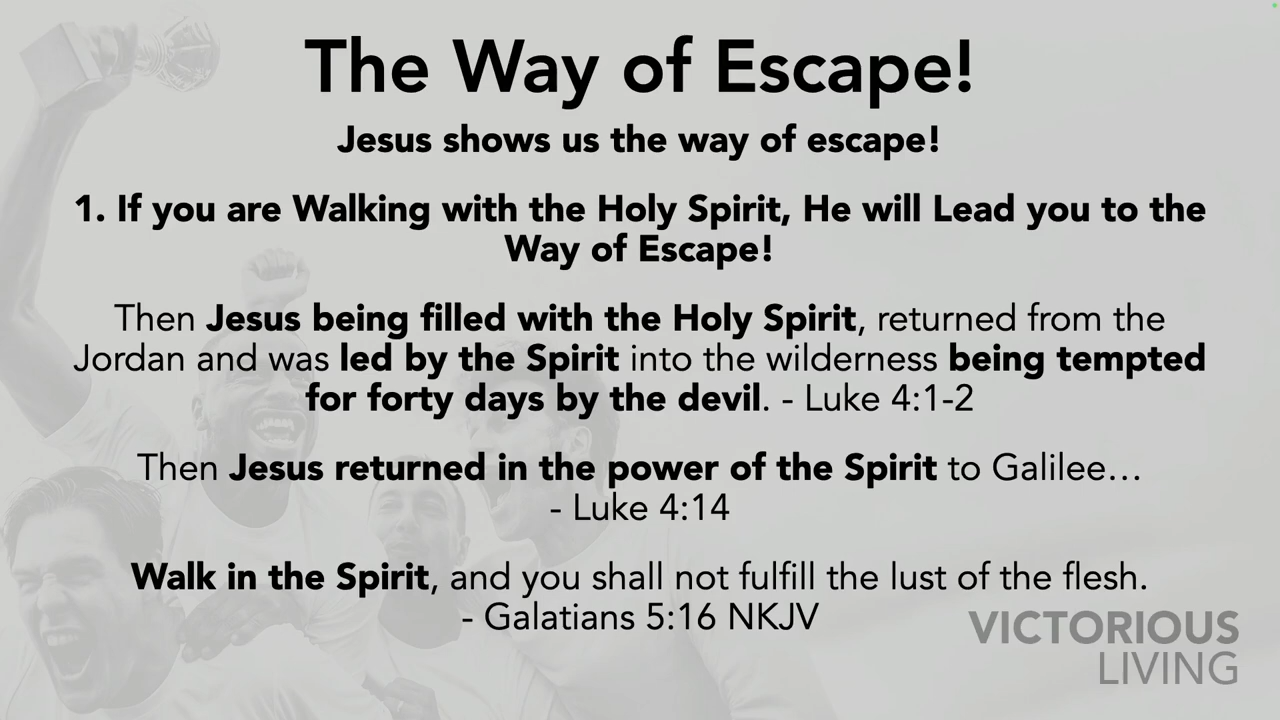 The Way of Escape!
Jesus shows us the way of escape!
1. If you are Walking with the Holy Spirit, He will Lead you to the
Way of Escape!
Then Jesus being filled with the Holy Spirit, returned from the
Jordan and was led by the Spirit into the wilderness being tempted
for forty days by the devil. - Luke 4:1-2
Then Jesus returned in the power of the Spirit to Galilee…
- Luke 4:14
Walk in the Spirit, and you shall not fulfill the lust of the flesh.
- Galatians 5:16 NKJV
VICTORIOUS
LIVING